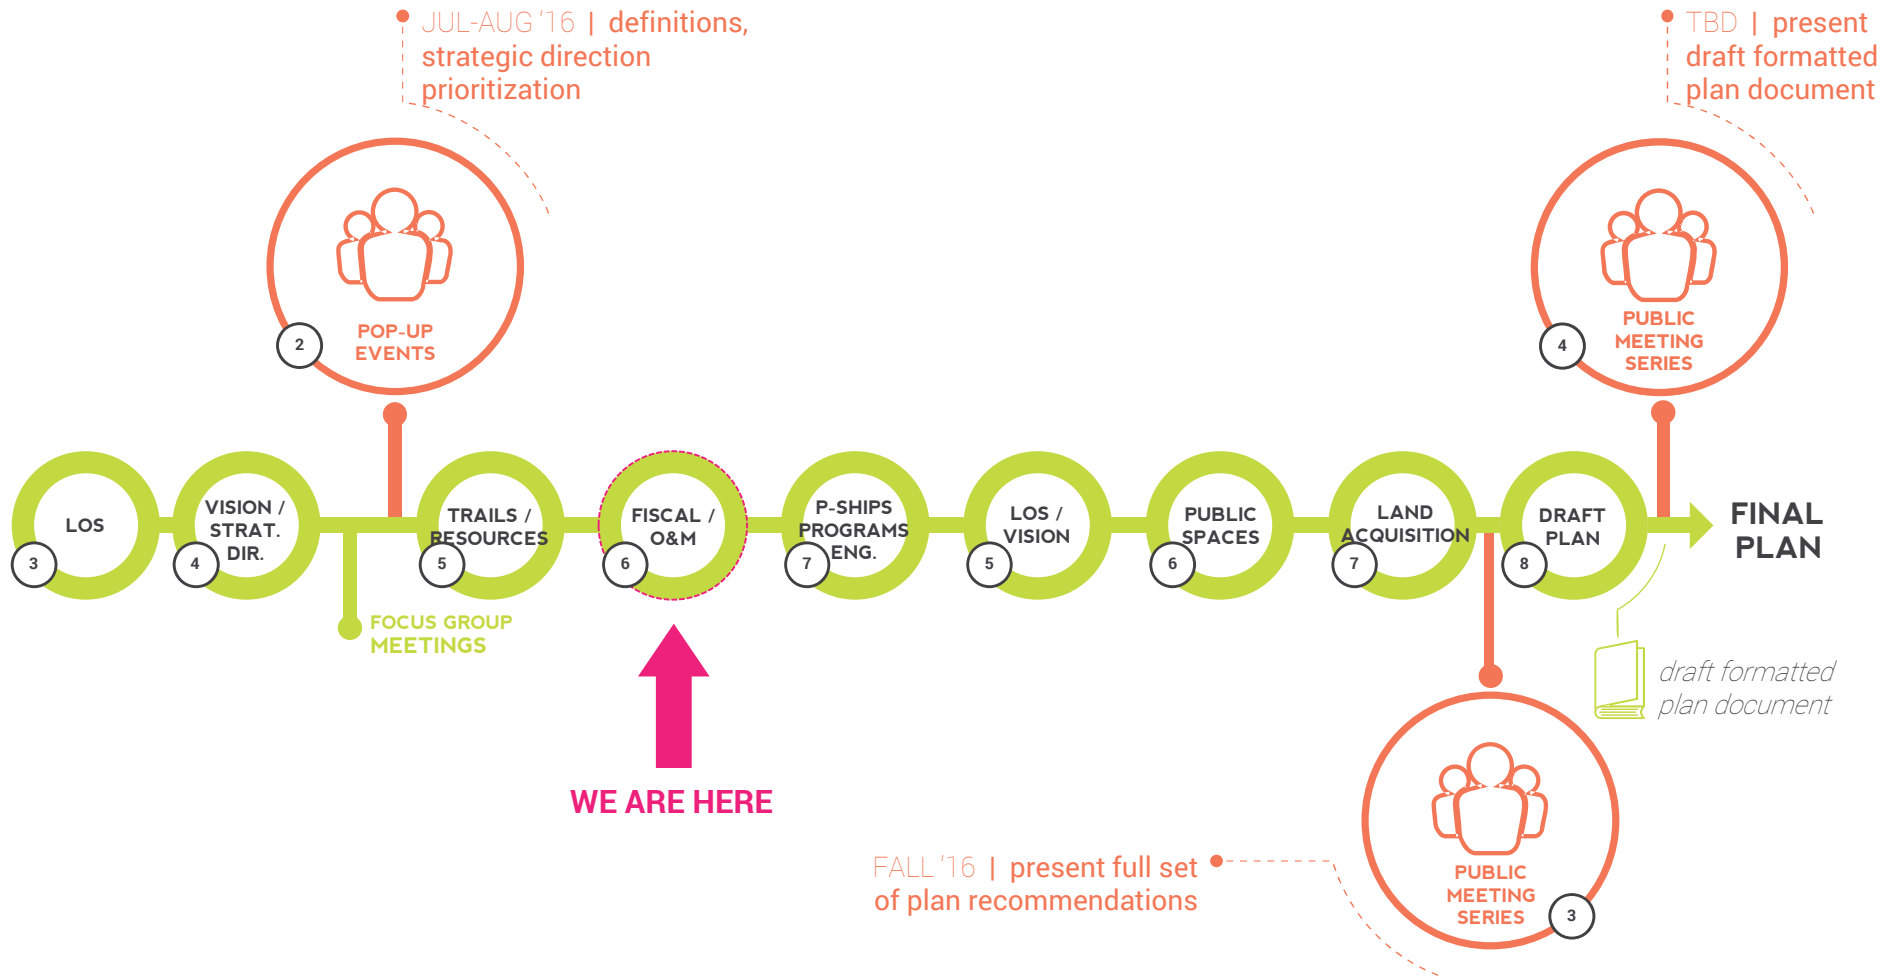 JUL-AUG ‘16 | definitions,
strategic direction
prioritization
TBD | present
draft formatted
plan document
POP-UP
EVENTS
2
PUBLIC
MEETING
SERIES
4
LOS
3
VISION /
STRAT.
DIR.
4
TRAILS /
RESOURCES
5
FISCAL /
O&M
6
P-SHIPS
PROGRAMS
ENG.
7
LOS /
VISION
5
PUBLIC
SPACES
6
LAND
ACQUISITION
7
DRAFT
PLAN
8
FINAL
PLAN
FOCUS GROUP
MEETINGS
draft formatted
plan document
WE ARE HERE
FALL ‘16 | present full set
of plan recommendations
PUBLIC
MEETING
SERIES
3